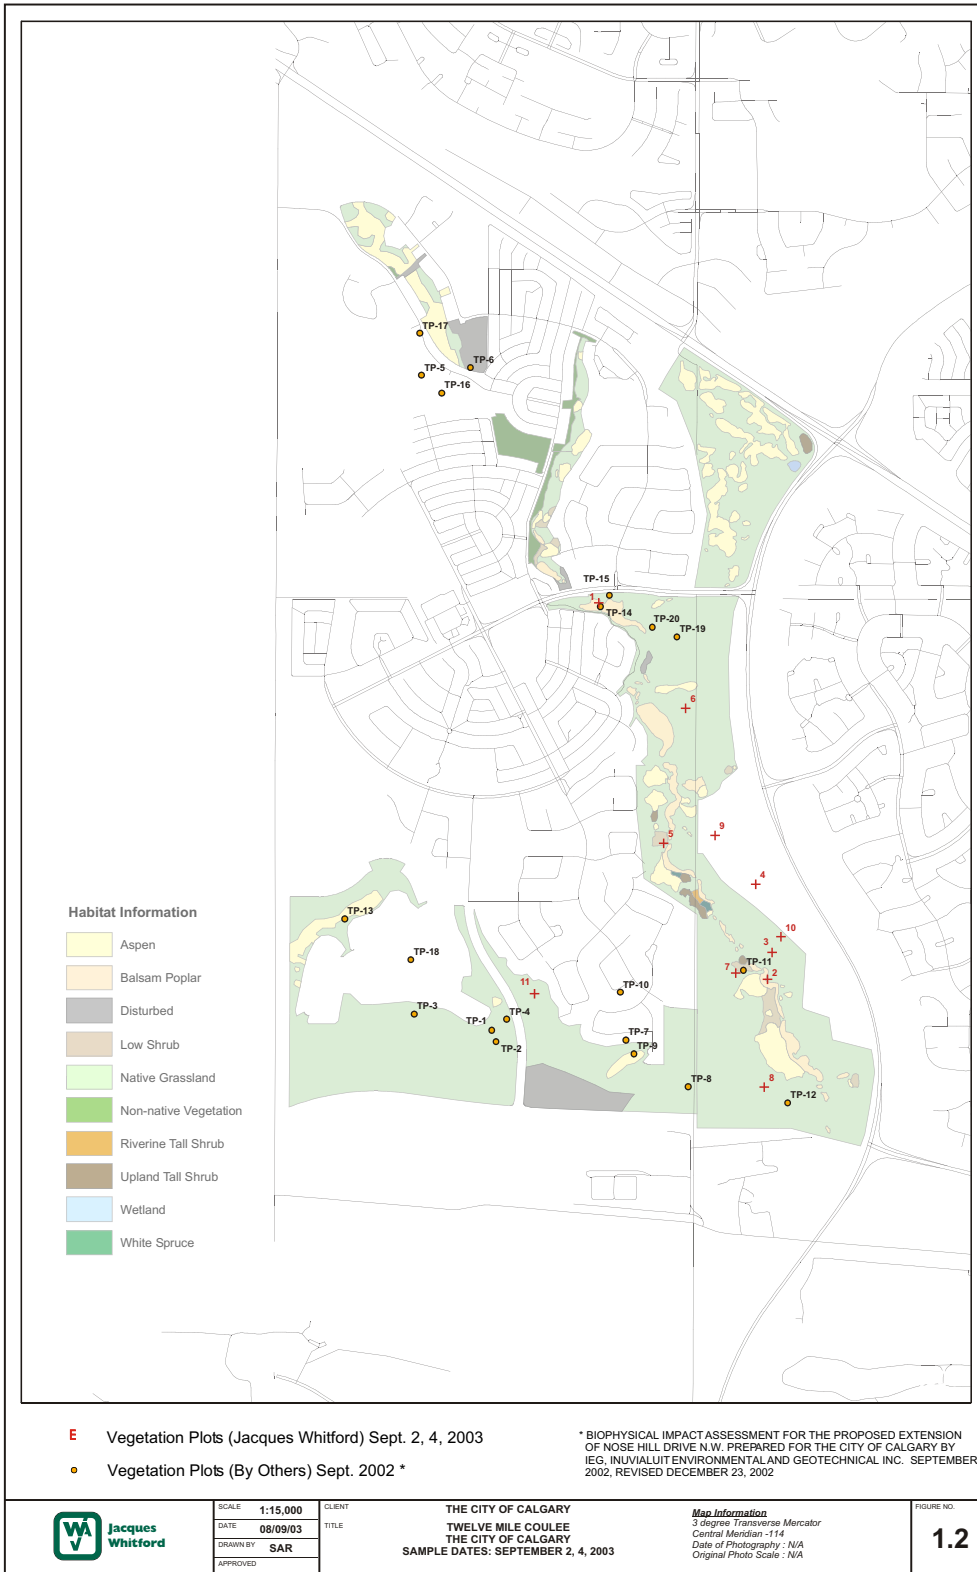 TP-17
TP-6
TP-5
TP-16
TP-15
1
TP-14
TP-20
TP-19
6
9
5
4
Habitat Information
Aspen
Balsam Poplar
Disturbed
Low Shrub
Native Grassland
Non-native Vegetation
Riverine Tall Shrub
Upland Tall Shrub
Wetland
White Spruce
TP-13
10
3
TP-18
TP-11
7
2
11
TP-10
TP-3
TP-1
TP-4
TP-2
TP-7
TP-9
TP-8
8
TP-12
E Vegetation Plots (Jacques Whitford) Sept. 2, 4, 2003
Vegetation Plots (By Others) Sept. 2002 *
* BIOPHYSICAL IMPACT ASSESSMENT FOR THE PROPOSED EXTENSION
OF NOSE HILL DRIVE N.W. PREPARED FOR THE CITY OF CALGARY BY
IEG, INUVIALUIT ENVIRONMENTAL AND GEOTECHNICAL INC. SEPTEMBER
2002, REVISED DECEMBER 23, 2002
Jacques
Whitford
SCALE 1:15,000
DATE 08/09/03
DRAWN BY SAR
APPROVED
CLIENT THE CITY OF CALGARY
TITLE TWELVE MILE COULEE
THE CITY OF CALGARY
SAMPLE DATES: SEPTEMBER 2, 4, 2003
Map Information
3 degree Transverse Mercator
Central Meridian -114
Date of Photography : N/A
Original Photo Scale : N/A
FIGURE NO.
1.2